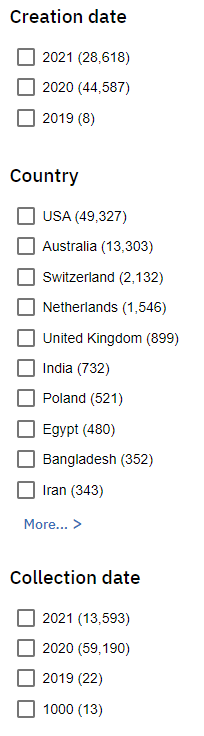 Creation date
2021 (28,618)
2020 (44,587)
2019 (8)
Country
USA (49,327)
Australia (13,303)
Switzerland (2,132)
Netherlands (1,546)
United Kingdom (899)
India (732)
Poland (521)
Egypt (480)
Bangladesh (352)
Iran (343)
More... >
Collection date
2021 (13,593)
2020 (59,190)
2019 (22)
1000 (13)